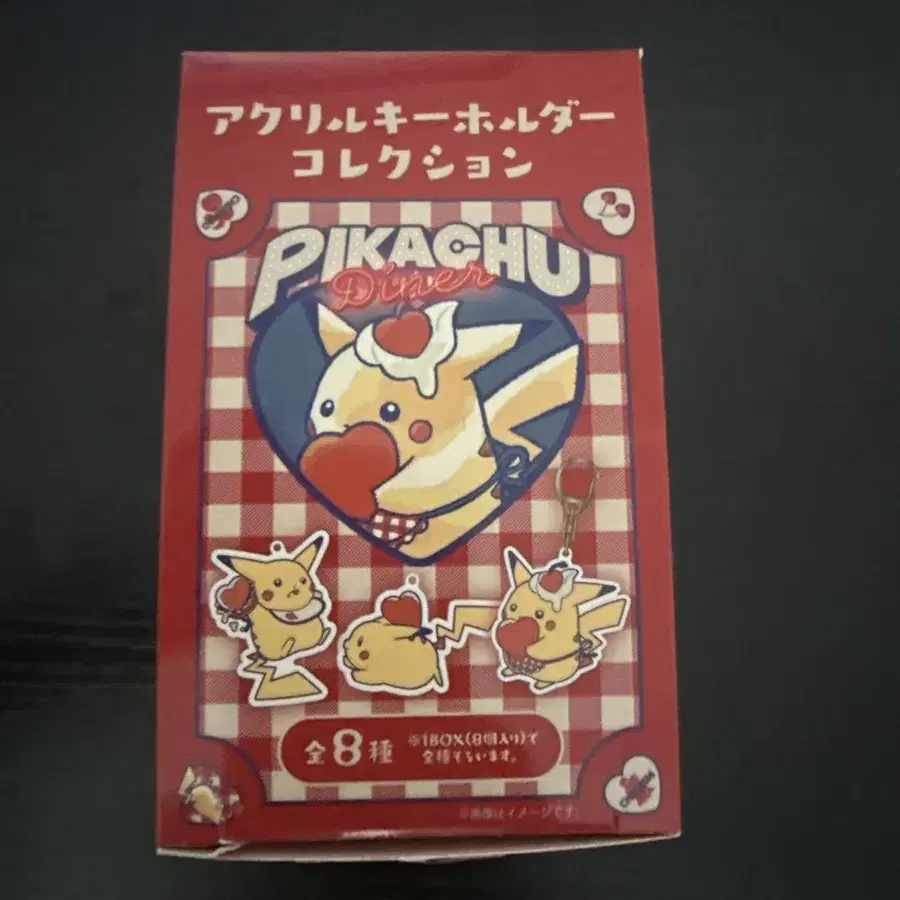 アクリルキーホルダー
コレクション
PIKACHU
Diner
全8種
※1BOX(8個入り)で
全種そろいます。
※画像はイメージです。